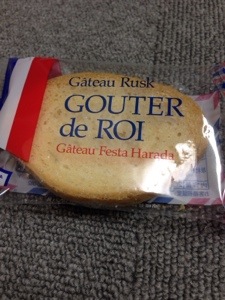 Gâteau Rusk
GOUTER
de ROI
Gâteau Festa Harada